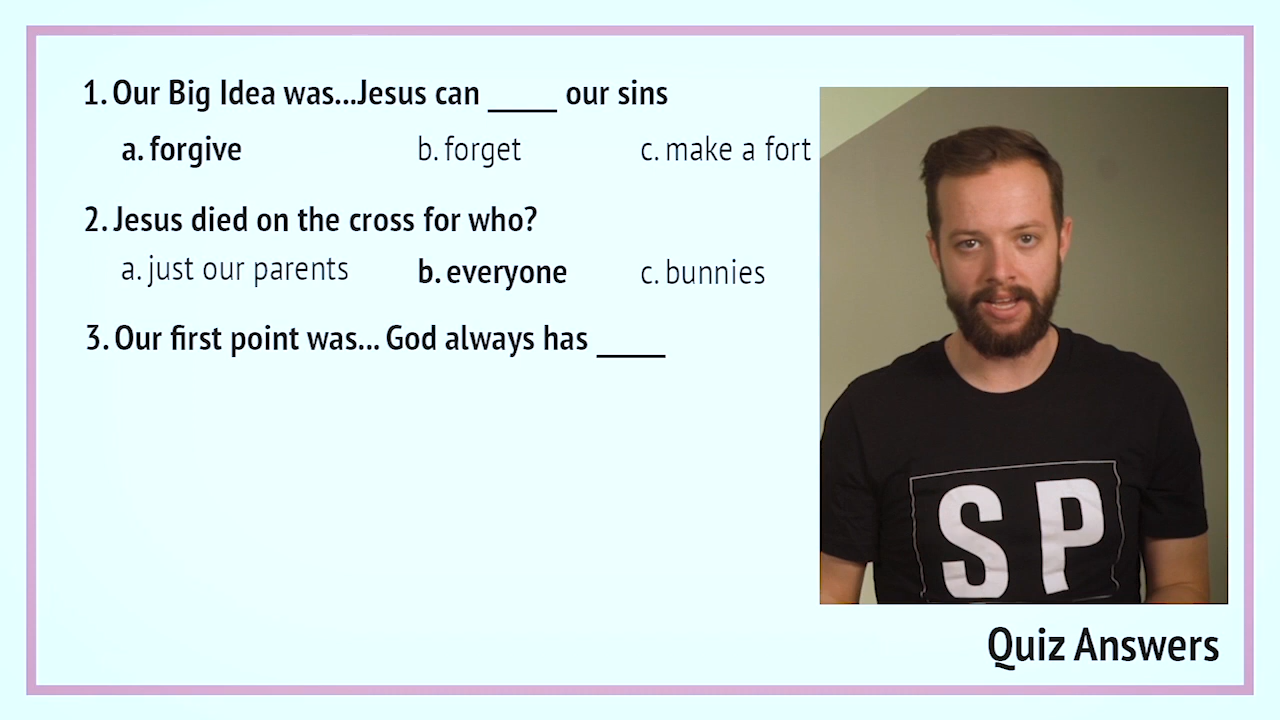 1. Our Big Idea was...Jesus can _____ our sins
a. forgive b. forget c. make a fort
2. Jesus died on the cross for who?
a. just our parents b. everyone c. bunnies
3. Our first point was... God always has _____
S P
Quiz Answers